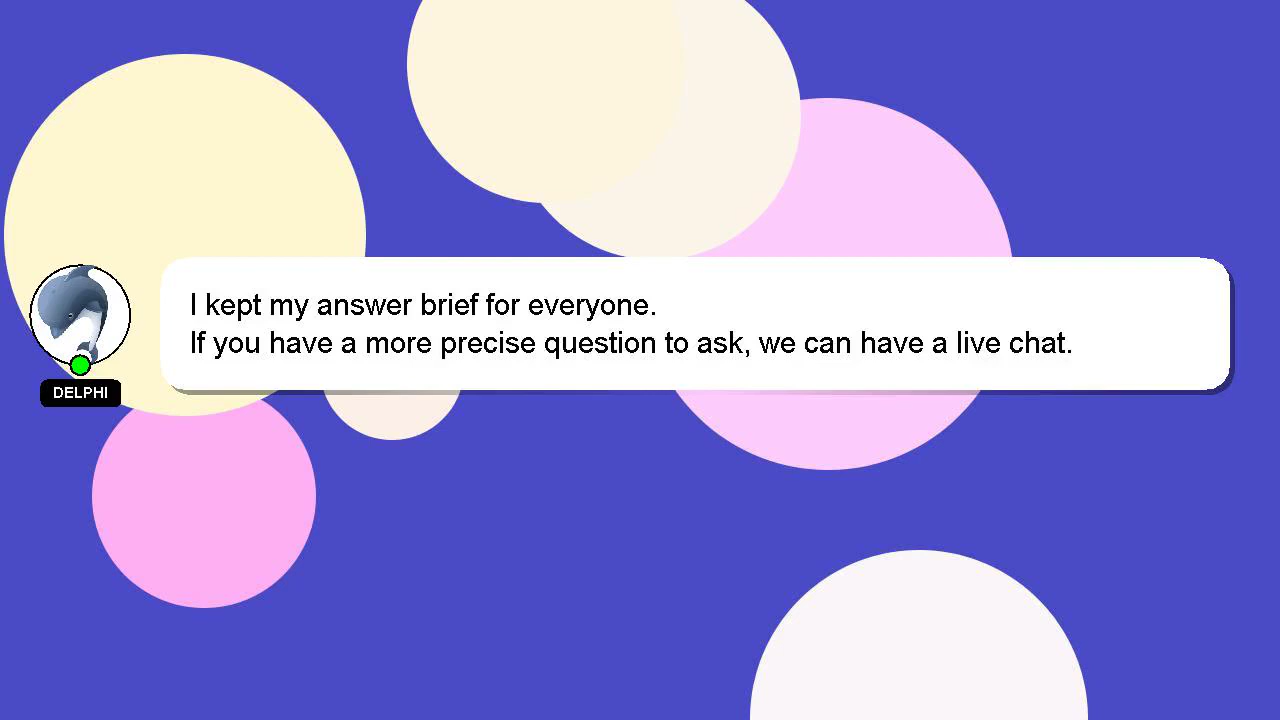 I kept my answer brief for everyone.
If you have a more precise question to ask, we can have a live chat.
DELPHI